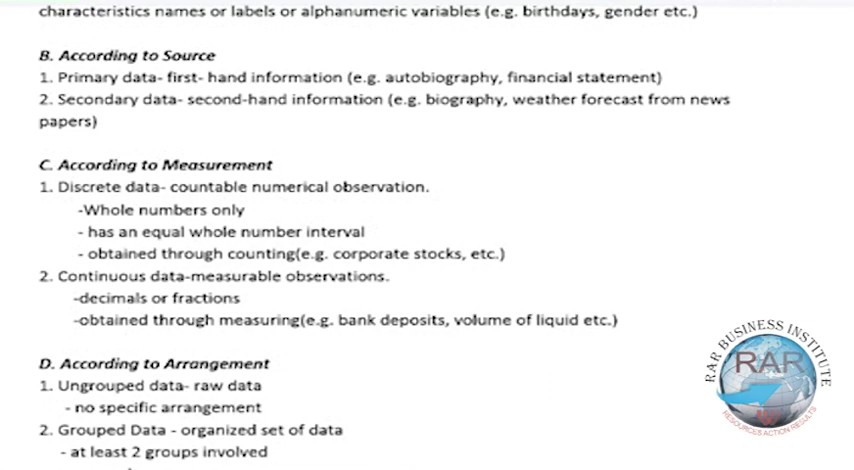 characteristics names or labels or alphanumeric variables (e.g. birthdays, gender etc.)
B. According to Source
1. Primary data- first- hand information (e.g. autobiography, financial statement)
2. Secondary data- second-hand information (e.g. biography, weather forecast from news
papers)
C. According to Measurement
1. Discrete data- countable numerical observation.
-Whole numbers only
- has an equal whole number interval
- obtained through counting(e.g. corporate stocks, etc.)
2. Continuous data-measurable observations.
-decimals or fractions
-obtained through measuring(e.g. bank deposits, volume of liquid etc.)
D. According to Arrangement
1. Ungrouped data- raw data
- no specific arrangement
2. Grouped Data - organized set of data
- at least 2 groups involved
RAR BUSINESS INSTITUTE
RAR
RESOURCES ACTION RESULTS